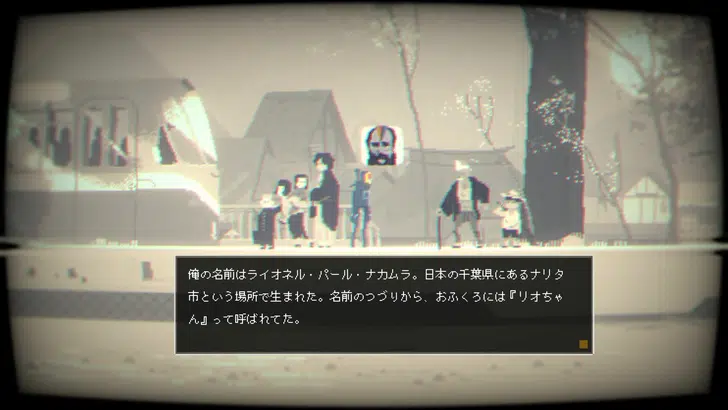 俺の名前はライオネル・パール・ナカムラ。日本の千葉県にあるナリタ
市という場所で生まれた。名前のつづりから、おふくろには『リオちゃ
ん』って呼ばれてた。